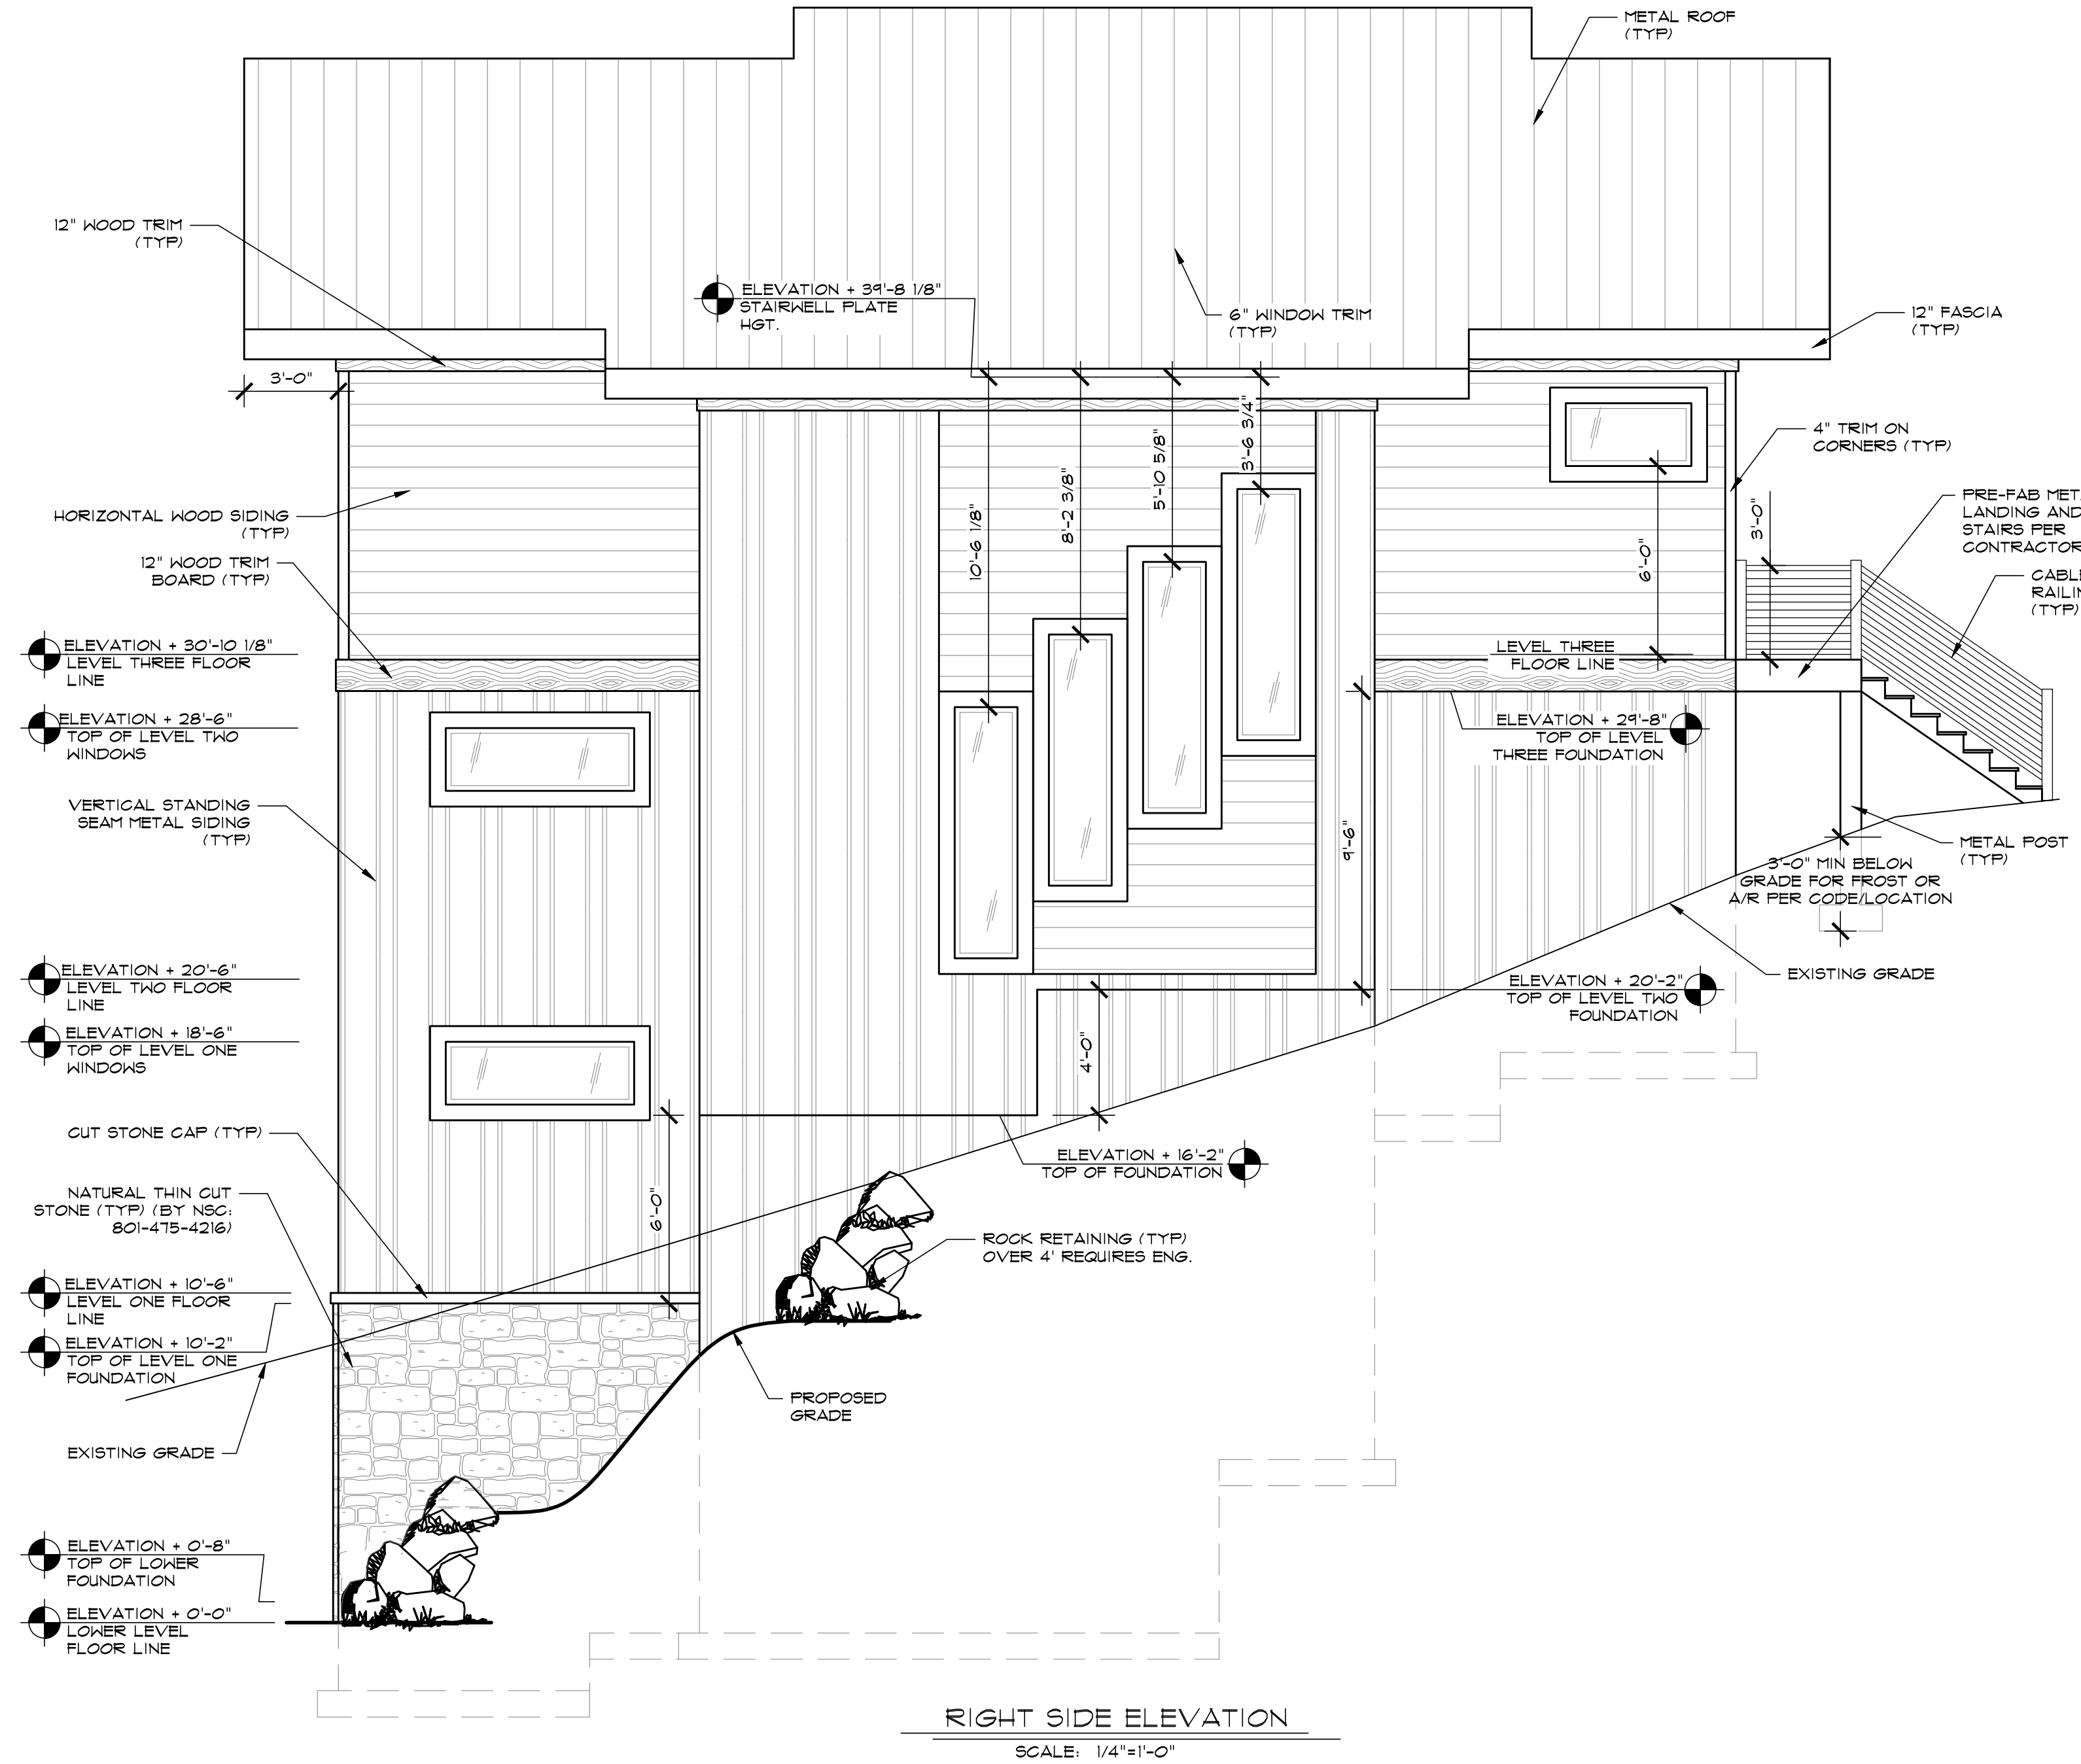 METAL ROOF
(TYP)
12" WOOD TRIM
(TYP)
ELEVATION + 39'-8 1/8"
STAIRWELL PLATE
HGT.
6" WINDOW TRIM
(TYP)
12" FASCIA
(TYP)
3'-0"
10'-6 1/8"
8'-2 3/8"
5'-10 5/8"
3'-6 3/4"
4" TRIM ON
CORNERS (TYP)
HORIZONTAL WOOD SIDING
(TYP)
12" WOOD TRIM
BOARD (TYP)
6'-0"
3'-0"
PRE-FAB
LANDING AND
STAIRS PER
CONTRACTOR
(TYP)
ELEVATION + 30'-10 1/8"
LEVEL THREE FLOOR
LINE
LEVEL THREE
FLOOR LINE
ELEVATION + 28'-6"
TOP OF LEVEL TWO
WINDOWS
ELEVATION + 29'-8"
TOP OF LEVEL
THREE FOUNDATION
VERTICAL STANDING
SEAM METAL SIDING
(TYP)
9'-6"
METAL POST
(TYP)
3'-0" MIN BELOW
GRADE FOR FROST OR
A/R PER CODE/LOCATION
EXISTING GRADE
ELEVATION + 20'-6"
LEVEL TWO FLOOR
LINE
ELEVATION + 20'-2"
TOP OF LEVEL TWO
FOUNDATION
ELEVATION + 18'-6"
TOP OF LEVEL ONE
WINDOWS
4'-0"
CUT STONE CAP (TYP)
ELEVATION + 16'-2"
TOP OF FOUNDATION
NATURAL THIN CUT
STONE (TYP) (BY NSC:
801-475-4216)
6'-0"
ROCK RETAINING (TYP)
OVER 4' REQUIRES ENG.
ELEVATION + 10'-6"
LEVEL ONE FLOOR
LINE
ELEVATION + 10'-2"
TOP OF LEVEL ONE
FOUNDATION
PROPOSED
GRADE
EXISTING GRADE
ELEVATION + 0'-8"
TOP OF LOWER
FOUNDATION
ELEVATION + 0'-0"
LOWER LEVEL
FLOOR LINE
RIGHT SIDE ELEVATION
SCALE: 1/4"=1'-0"